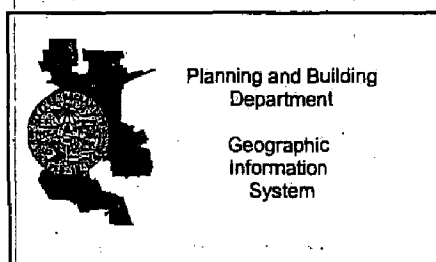 Planning and Building
Department
Geographic
Information
System